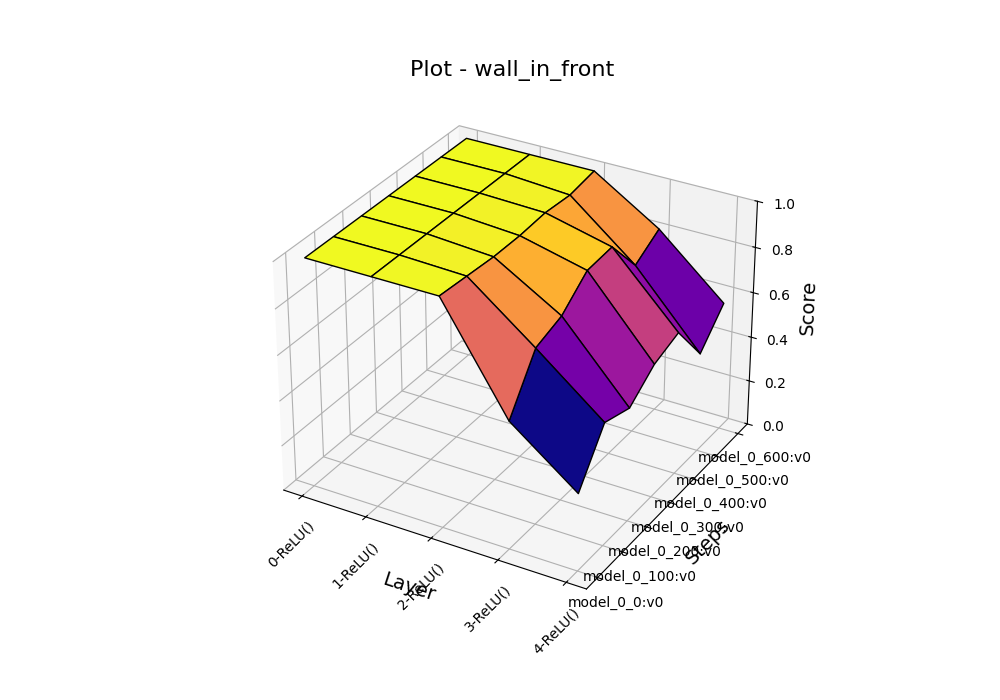 Plot - wall_in_front
1.0
0.8
0.6
0.4
0.2
0.0
Score
model_0_600:v0
model_0_500:v0
model_0_400:v0
model_0_300:v0
model_0_200:v0
model_0_100:v0
model_0_0:v0
Steps
0-ReLU()
1-ReLU()
2-ReLU()
3-ReLU()
4-ReLU()
Layer